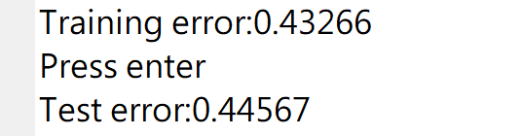 Training error:0.43266
Press enter
Test error:0.44567